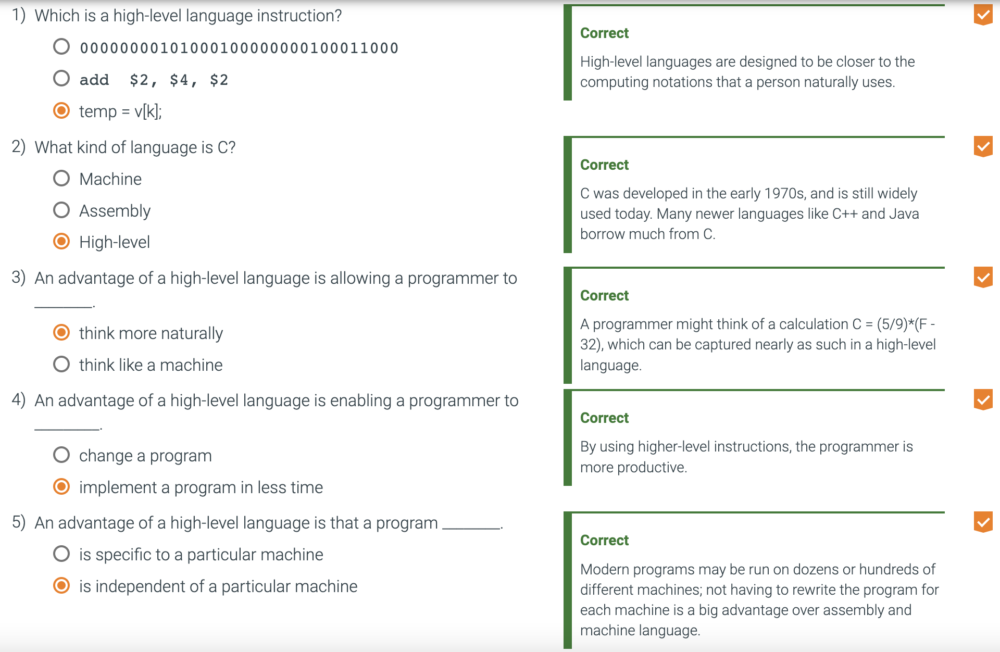 1) Which is a high-level language instruction?
00000000101000100000000100011000
add $2, $4, $2
temp = v[k];
Correct
High-level languages are designed to be closer to the
computing notations that a person naturally uses.
2) What kind of language is C?
Machine
Assembly
High-level
Correct
C was developed in the early 1970s, and is still widely
used today. Many newer languages like C++ and Java
borrow much from C.
3) An advantage of a high-level language is allowing a programmer to
________.
think more naturally
think like a machine
Correct
A programmer might think of a calculation C = (5/9)*(F -
32), which can be captured nearly as such in a high-level
language.
4) An advantage of a high-level language is enabling a programmer to
_________.
change a program
implement a program in less time
Correct
By using higher-level instructions, the programmer is
more productive.
5) An advantage of a high-level language is that a program ________.
is specific to a particular machine
is independent of a particular machine
Correct
Modern programs may be run on dozens or hundreds of
different machines; not having to rewrite the program for
each machine is a big advantage over assembly and
machine language.